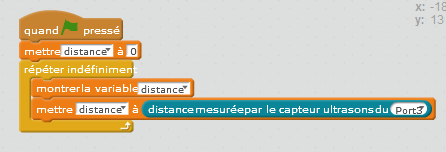 x: -18
y: 13
quand pressé
mettre distance à 0
répéter indéfiniment
montrer la variable distance
mettre distance à distance mesurée par le capteur ultrasons du Port3